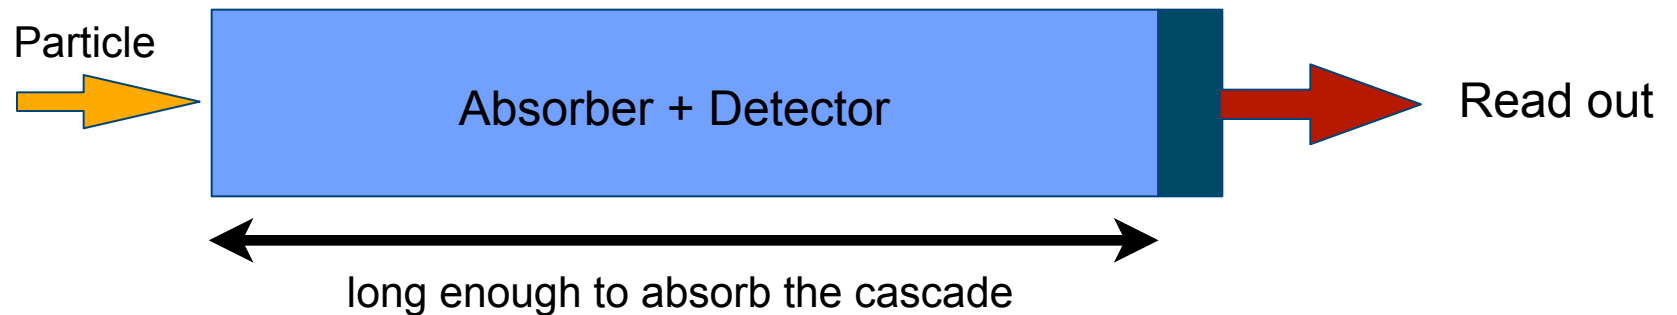 Particle
Absorber + Detector
Read out
long enough to absorb the cascade